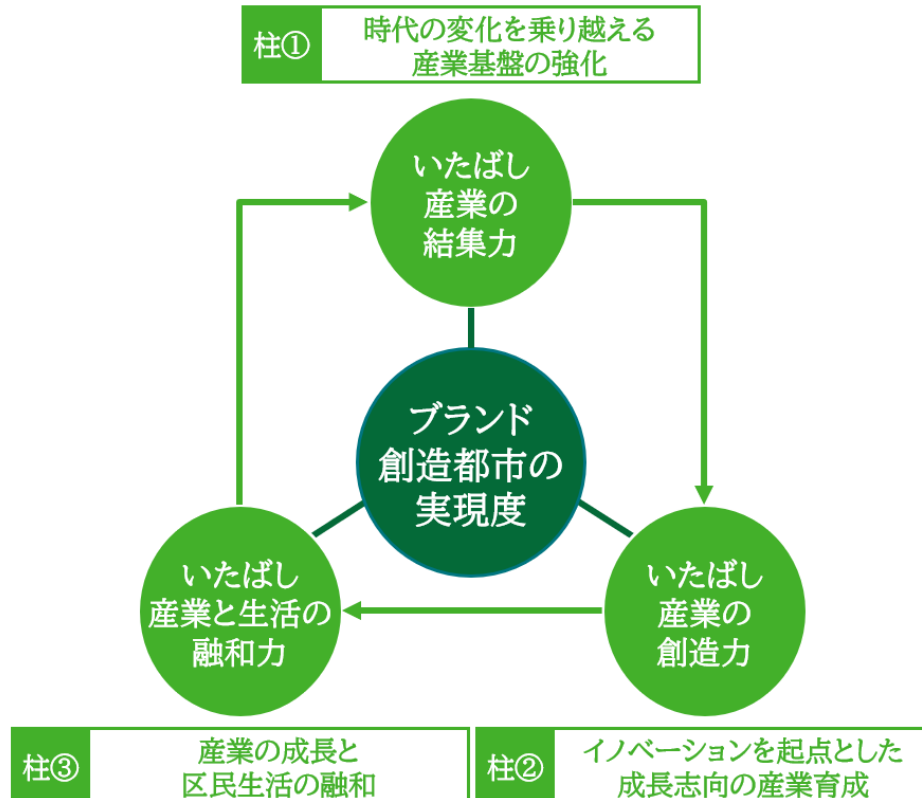 柱①
時代の変化を乗り越える
産業基盤の強化
いたばし
産業の
結集力
ブランド
創造都市の
実現度
いたばし
産業と生活の
融和力
いたばし
産業の
創造力
柱③
産業の成長と
区民生活の融和
柱②
イノベーションを起点とした
成長志向の産業育成